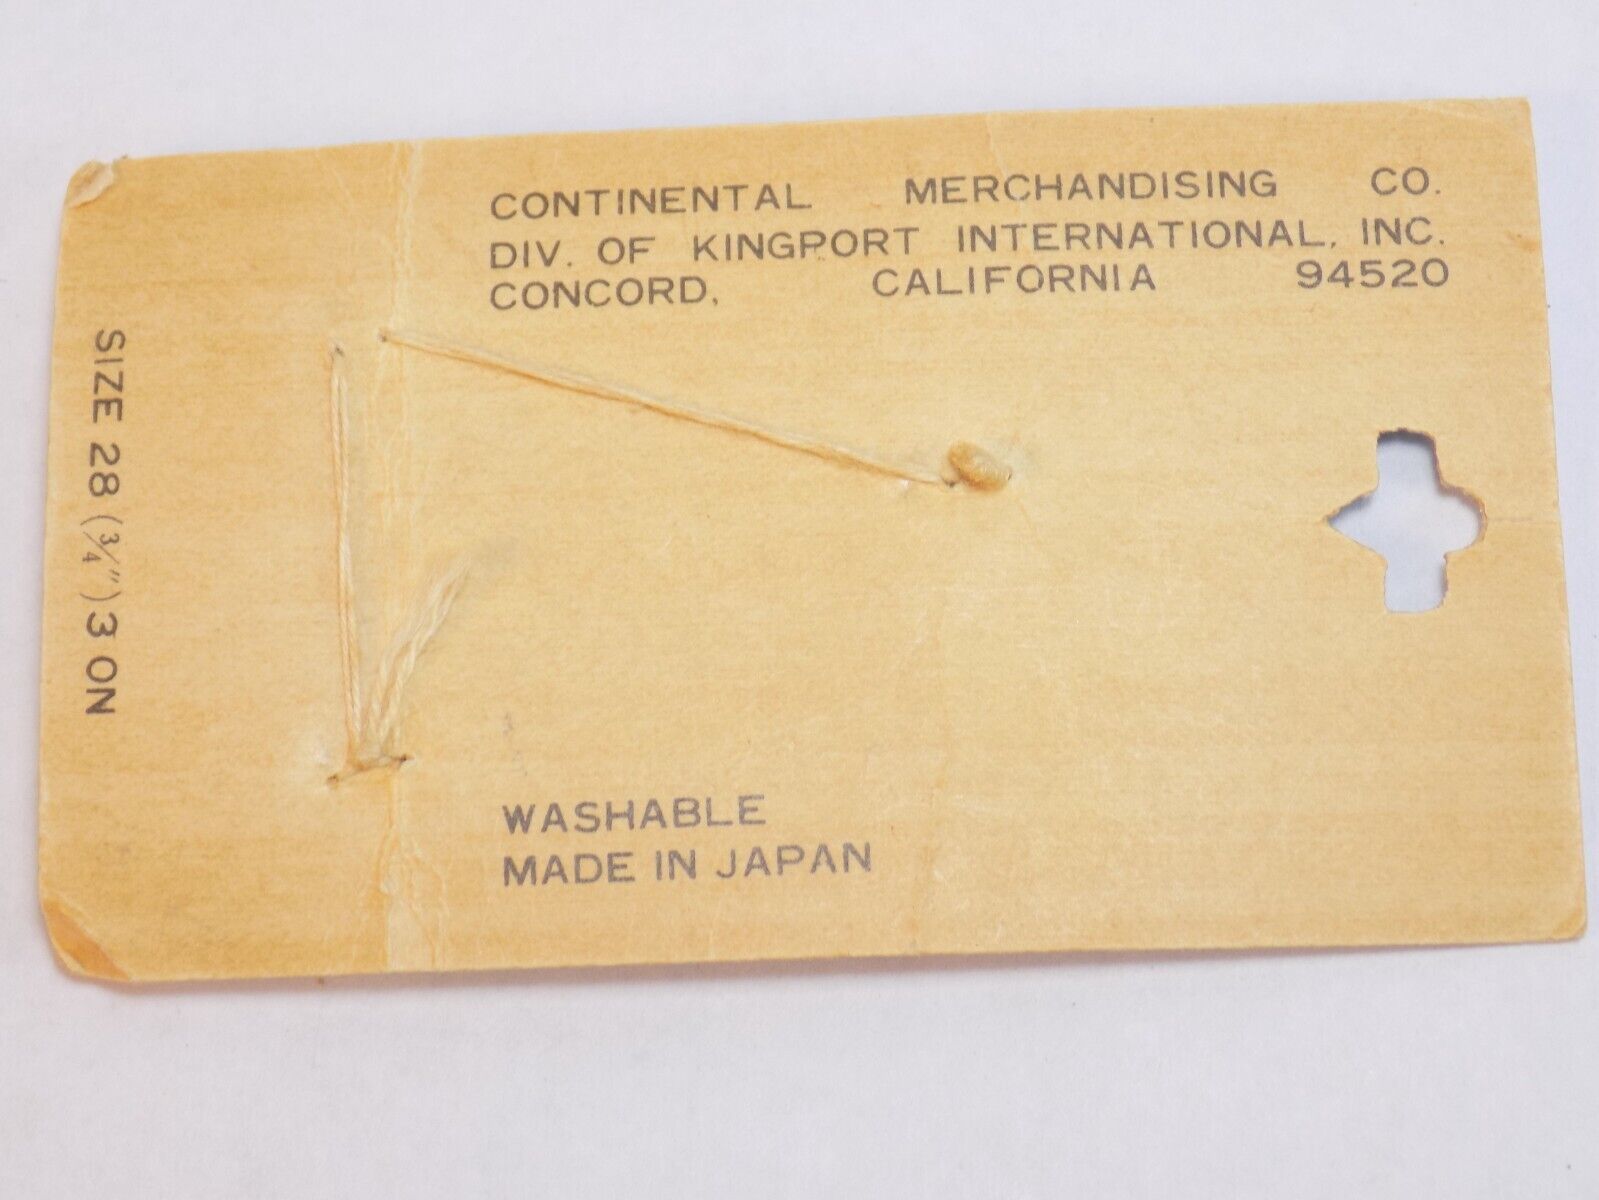 CONTINENTAL MERCHANDISING CO.
DIV. OF KINGPORT INTERNATIONAL, INC.
CONCORD, CALIFORNIA 94520
SIZE 28 (3/4") 3 ON
WASHABLE
MADE IN JAPAN